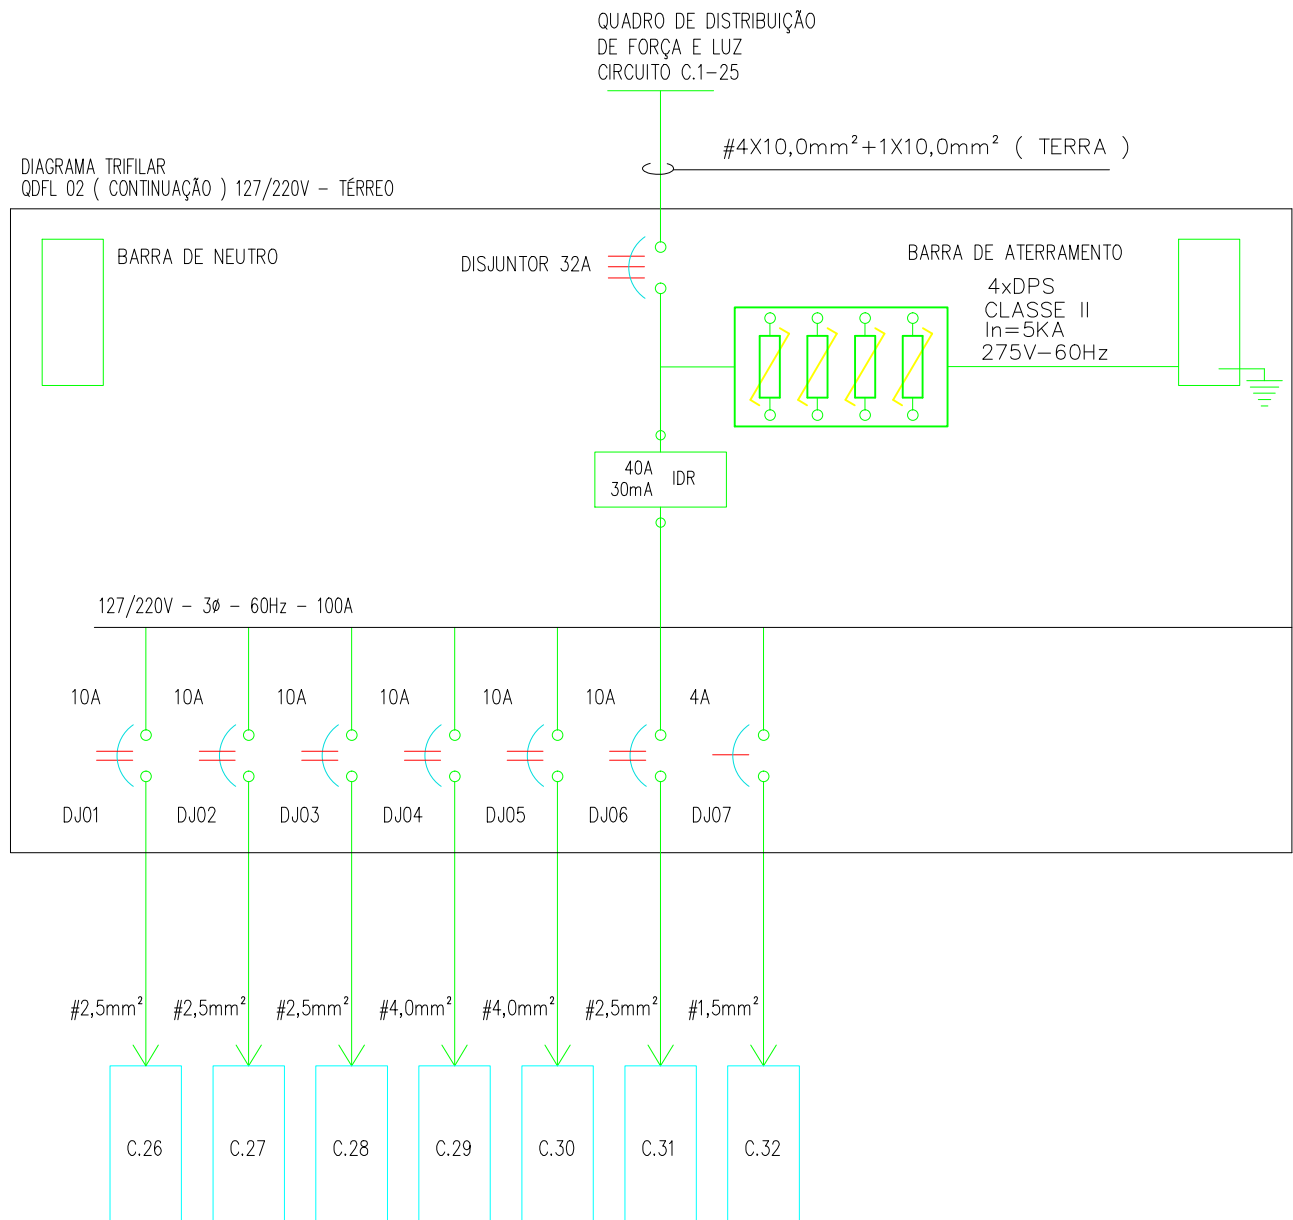 QUADRO DE DISTRIBUIÇÃO
DE FORÇA E LUZ
CIRCUITO C.1-25
#4X10,0mm²+1X10,0mm² ( TERRA )
DIAGRAMA TRIFILAR
QDFL 02 ( CONTINUAÇÃO ) 127/220V - TÉRREO
BARRA DE NEUTRO
DISJUNTOR 32A
BARRA DE ATERRAMENTO
4xDPS
CLASSE II
In=5KA
275V-60Hz
40A
30mA
IDR
127/220V - 3ø - 60Hz - 100A
10A 10A 10A 10A 10A 10A 4A
DJ01 DJ02 DJ03 DJ04 DJ05 DJ06 DJ07
#2,5mm² #2,5mm² #2,5mm² #4,0mm² #4,0mm² #2,5mm² #1,5mm²
C.26 C.27 C.28 C.29 C.30 C.31 C.32